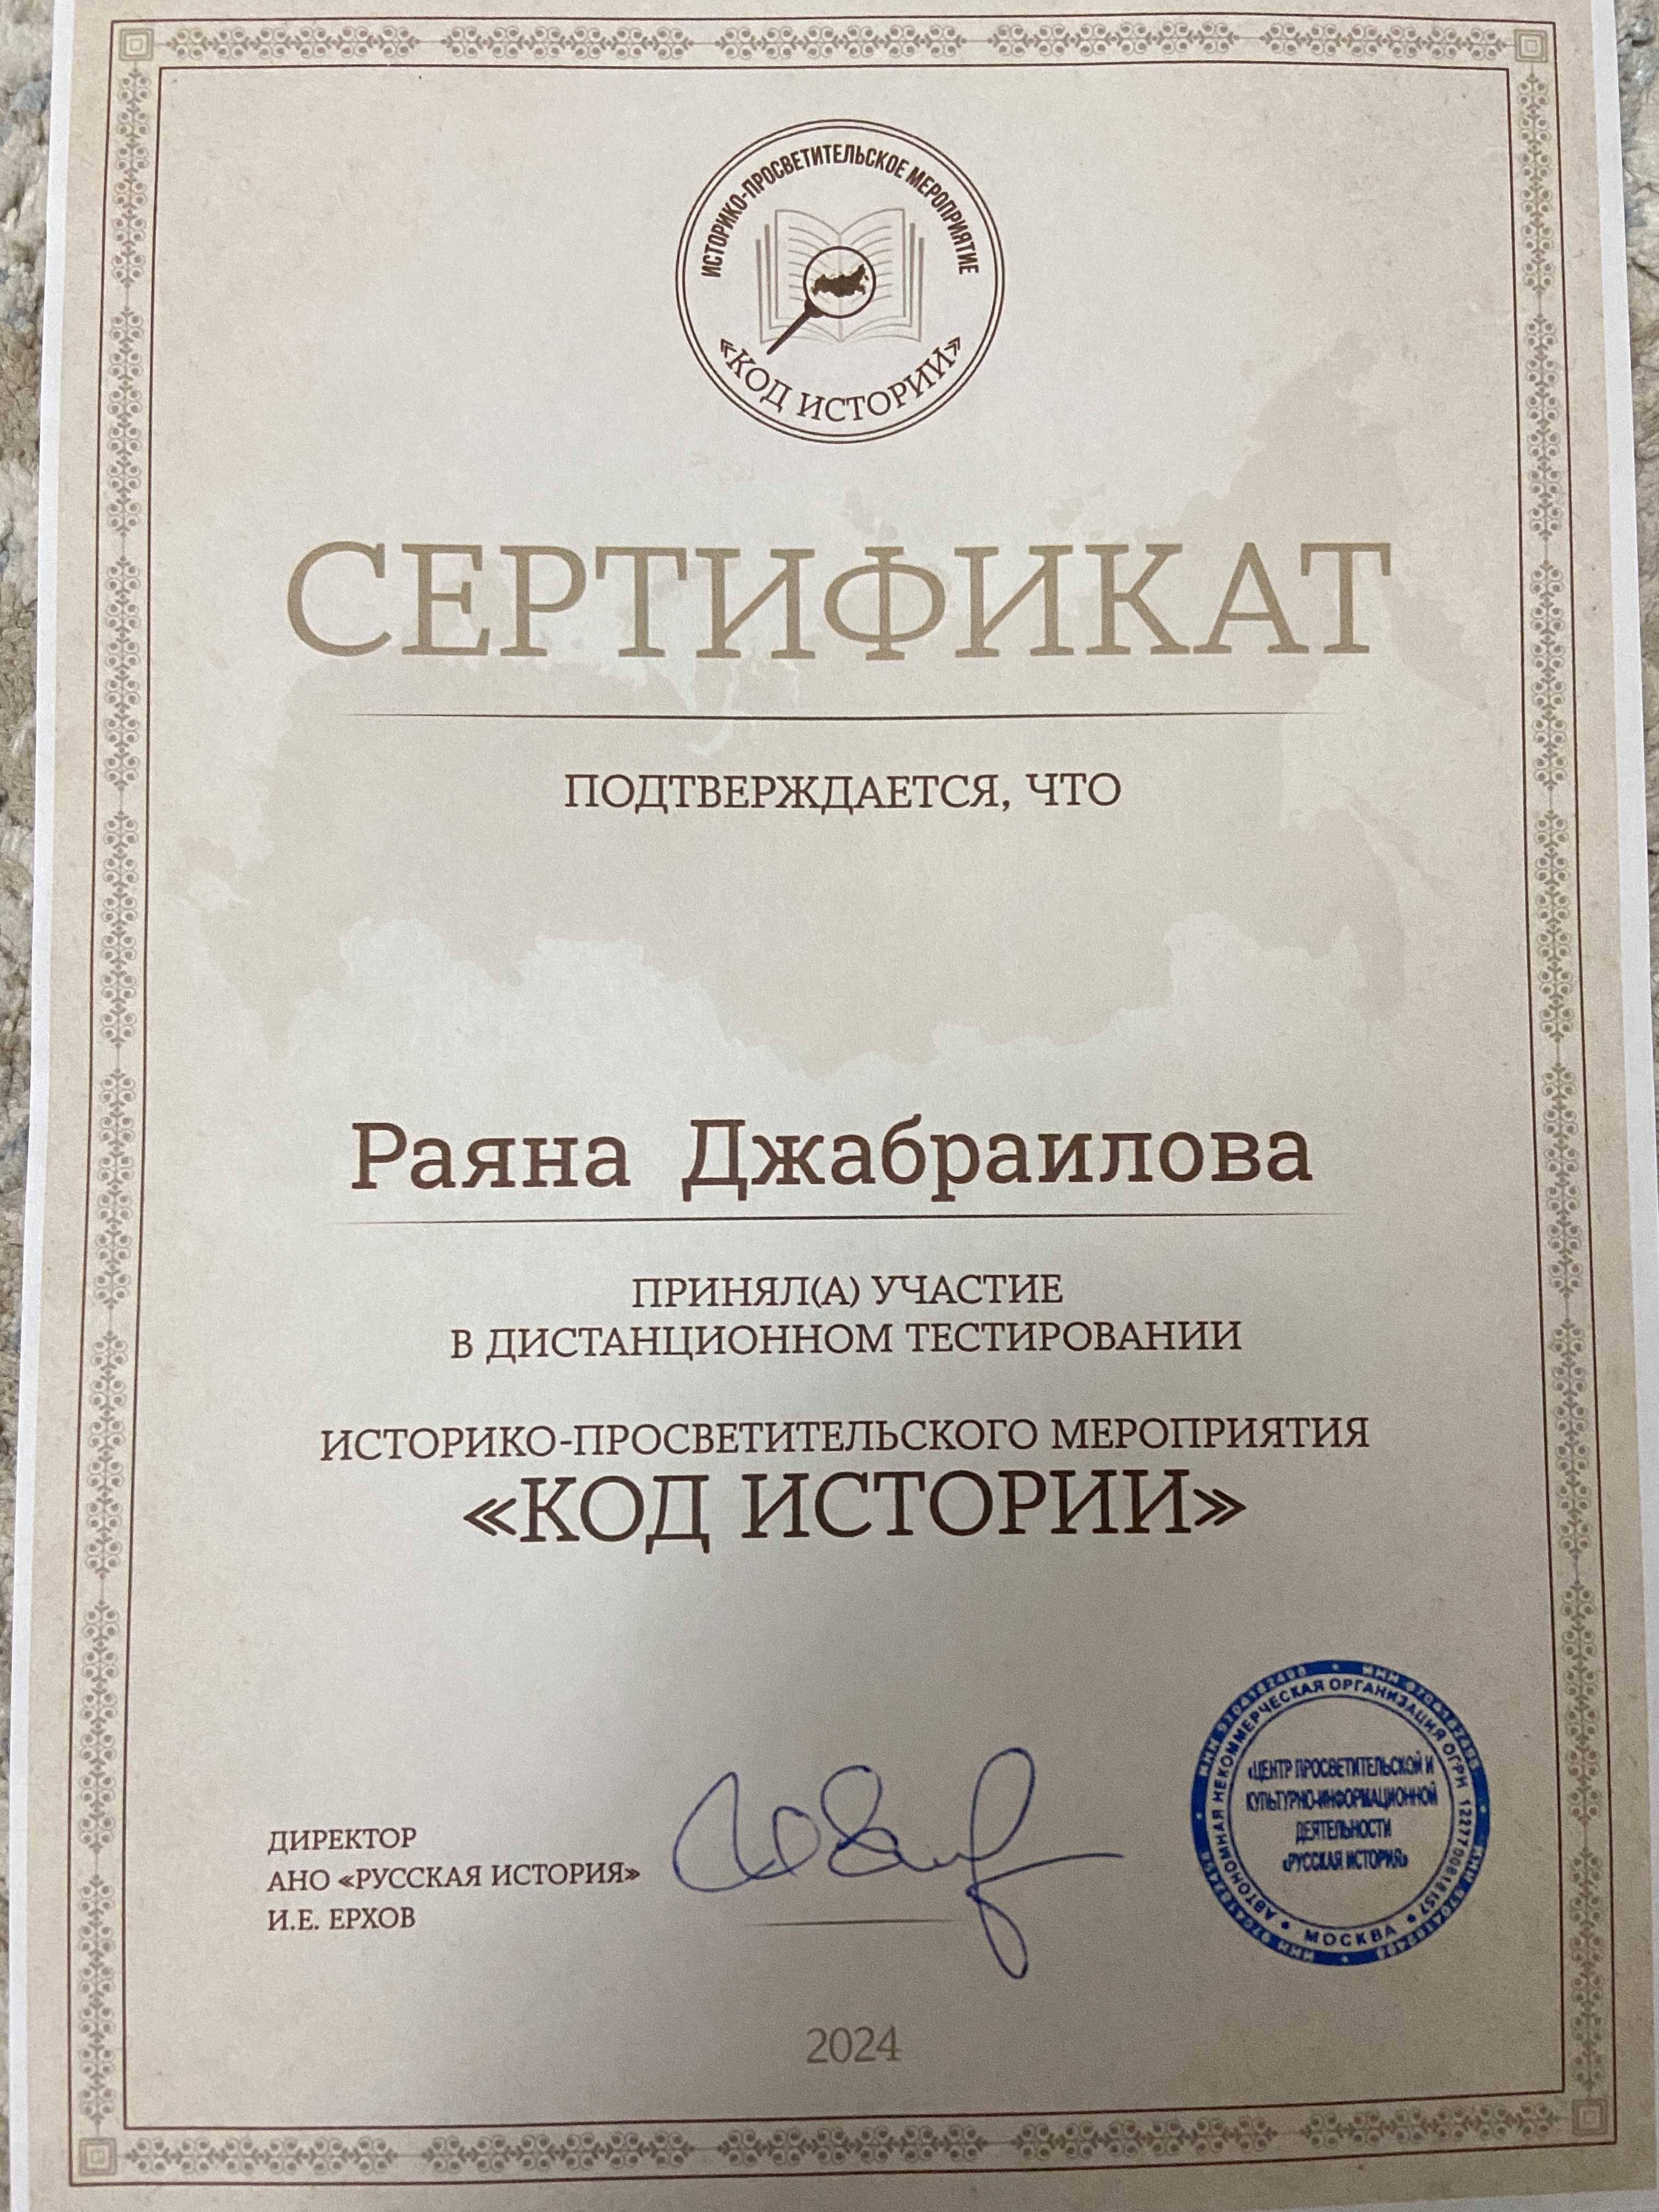 ИСТОРИКО-ПРОСВЕТИТЕЛЬСКОЕ МЕРОПРИЯТИЕ
«КОД ИСТОРИИ»
СЕРТИФИКАТ
ПОДТВЕРЖДАЕТСЯ, ЧТО
Раяна Джабраилова
ПРИНЯЛ(А) УЧАСТИЕ
В ДИСТАНЦИОННОМ ТЕСТИРОВАНИИ
ИСТОРИКО-ПРОСВЕТИТЕЛЬСКОГО МЕРОПРИЯТИЯ
«КОД ИСТОРИИ»
ДИРЕКТОР
АНО «РУССКАЯ ИСТОРИЯ»
И.Е. ЕРХОВ
АВТОНОМНАЯ НЕКОММЕРЧЕСКАЯ ОРГАНИЗАЦИЯ ОГРН
МОСКВА
«ЦЕНТР ПРОСВЕТИТЕЛЬСКОЙ И
КУЛЬТУРНО-ИНФОРМАЦИОННОЙ
ДЕЯТЕЛЬНОСТИ
«РУССКАЯ ИСТОРИЯ»
2024